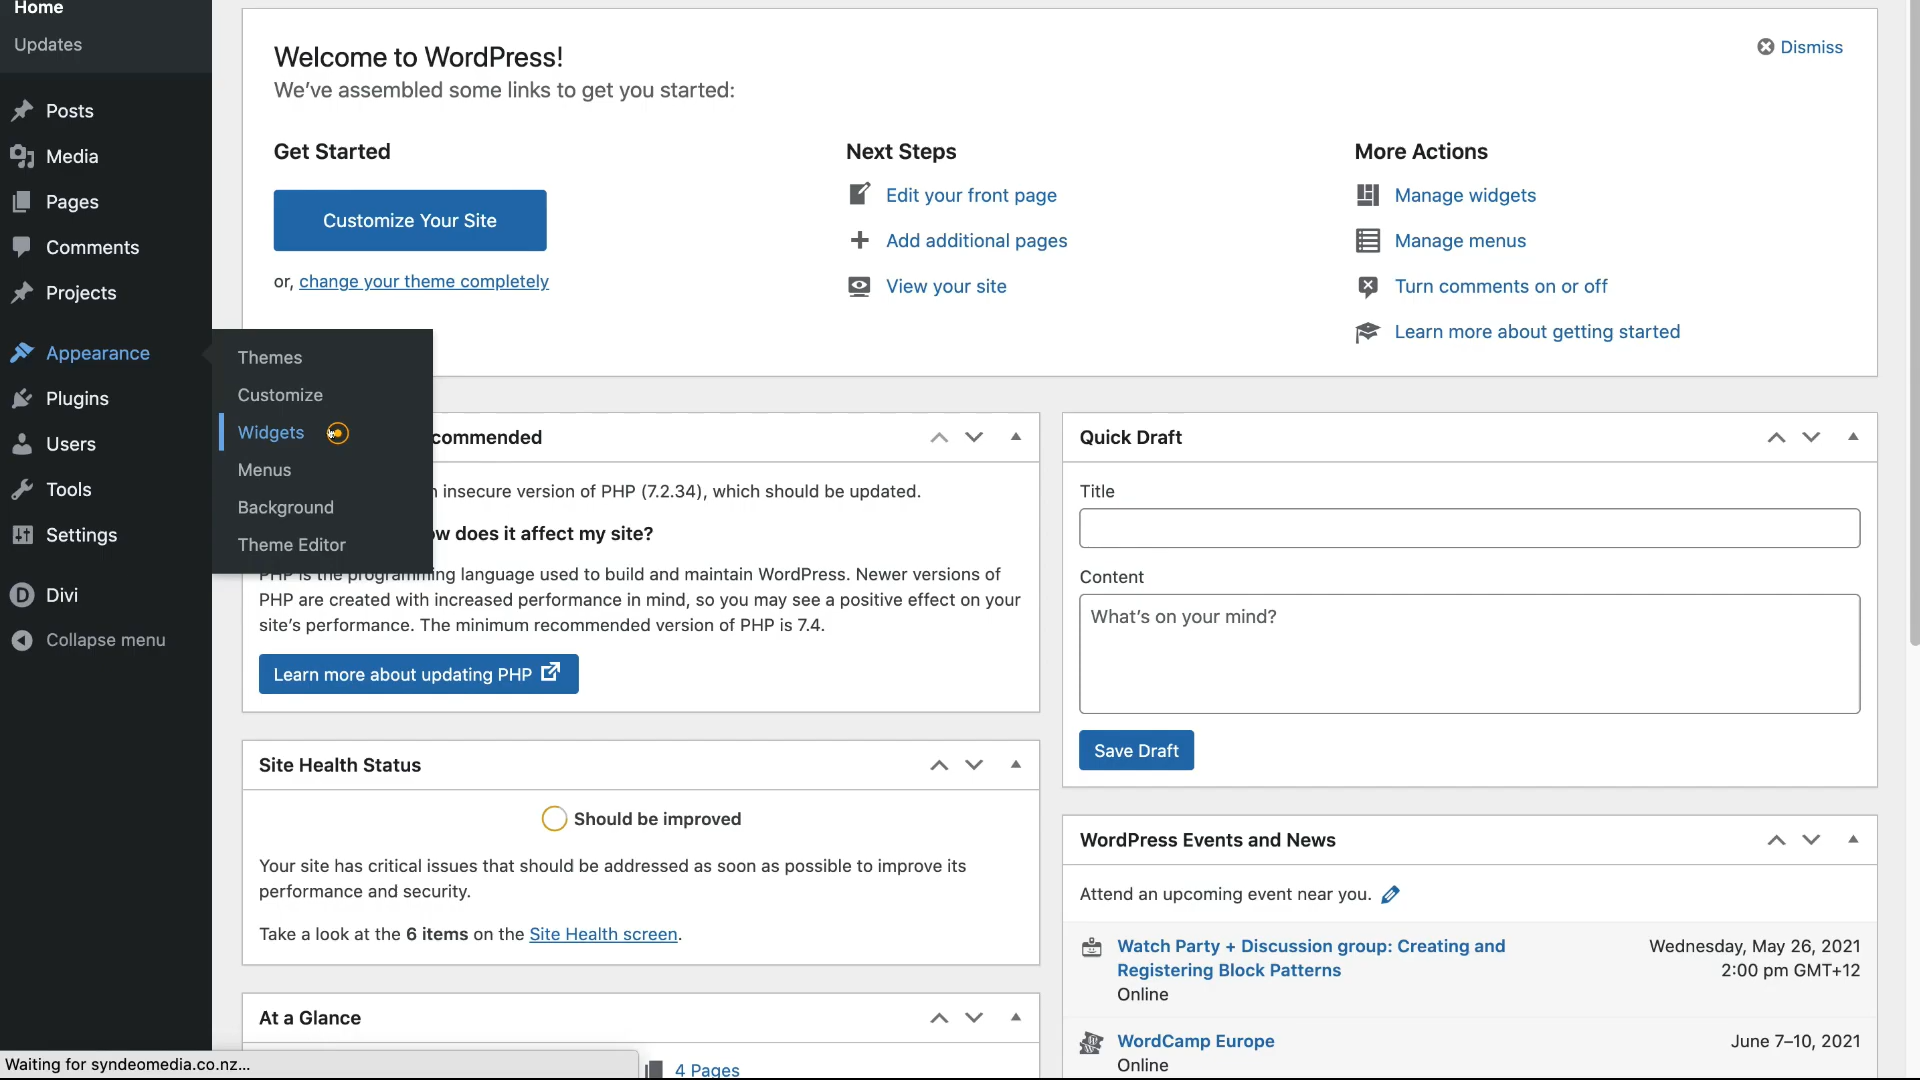 Home
Updates
Posts
Media
Pages
Comments
Projects
Appearance
Plugins
Users
Tools
Settings
Divi
Collapse menu
Themes
Customize
Widgets
Menus
Background
Theme Editor
Welcome to WordPress!
We've assembled some links to get you started:
Dismiss
Get Started
Customize Your Site
or, change your theme completely
Next Steps
Edit your front page
Add additional pages
View your site
More Actions
Manage widgets
Manage menus
Turn comments on or off
Learn more about getting started
commended
insecure version of PHP (7.2.34), which should be updated.
does it affect my site?
PHP is the programming language used to build and maintain WordPress. Newer versions of
PHP are created with increased performance in mind, so you may see a positive effect on your
site's performance. The minimum recommended version of PHP is 7.4.
Learn more about updating PHP
Site Health Status
Should be improved
Your site has critical issues that should be addressed as soon as possible to improve its
performance and security.
Take a look at the 6 items on the Site Health screen.
At a Glance
4 Pages
Quick Draft
Title
Content
What's on your mind?
Save Draft
WordPress Events and News
Attend an upcoming event near you.
Watch Party + Discussion group: Creating and
Registering Block Patterns
Online
Wednesday, May 26, 2021
2:00 pm GMT+12
WordCamp Europe
Online
June 7–10, 2021
Waiting for syndeomedia.co.nz...